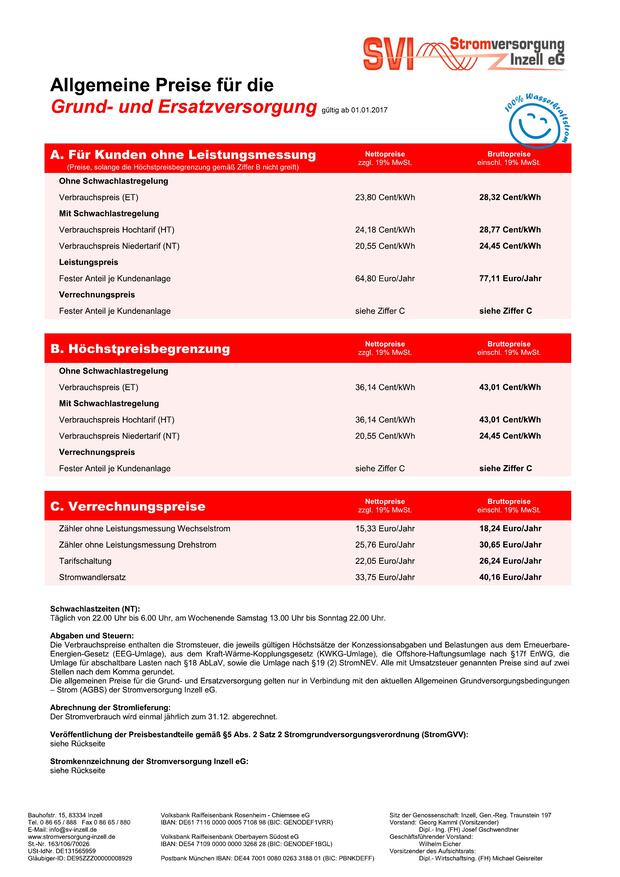 SVI Stromversorgung
Inzell eG
Allgemeine Preise für die
Grund- und Ersatzversorgung gültig ab 01.01.2017
100% Wasserkraftstrom
A. Für Kunden ohne Leistungsmessung Nettopreise Bruttopreise
(Preise, solange die Höchstpreisbegrenzung gemäß Ziffer B nicht greift) zzgl. 19% MwSt. einschl. 19% MwSt.
Ohne Schwachlastregelung
Verbrauchspreis (ET) 23,80 Cent/kWh 28,32 Cent/kWh
Mit Schwachlastregelung
Verbrauchspreis Hochtarif (HT) 24,18 Cent/kWh 28,77 Cent/kWh
Verbrauchspreis Niedertarif (NT) 20,55 Cent/kWh 24,45 Cent/kWh
Leistungspreis
Fester Anteil je Kundenanlage 64,80 Euro/Jahr 77,11 Euro/Jahr
Verrechnungspreis
Fester Anteil je Kundenanlage siehe Ziffer C siehe Ziffer C
B. Höchstpreisbegrenzung Nettopreise Bruttopreise
zzgl. 19% MwSt. einschl. 19% MwSt.
Ohne Schwachlastregelung
Verbrauchspreis (ET) 36,14 Cent/kWh 43,01 Cent/kWh
Mit Schwachlastregelung
Verbrauchspreis Hochtarif (HT) 36,14 Cent/kWh 43,01 Cent/kWh
Verbrauchspreis Niedertarif (NT) 20,55 Cent/kWh 24,45 Cent/kWh
Verrechnungspreis
Fester Anteil je Kundenanlage siehe Ziffer C siehe Ziffer C
C. Verrechnungspreise Nettopreise Bruttopreise
zzgl. 19% MwSt. einschl. 19% MwSt.
Zähler ohne Leistungsmessung Wechselstrom 15,33 Euro/Jahr 18,24 Euro/Jahr
Zähler ohne Leistungsmessung Drehstrom 25,76 Euro/Jahr 30,65 Euro/Jahr
Tarifschaltung 22,05 Euro/Jahr 26,24 Euro/Jahr
Stromwandlersatz 33,75 Euro/Jahr 40,16 Euro/Jahr
Schwachlastzeiten (NT):
Täglich von 22.00 Uhr bis 6.00 Uhr, am Wochenende Samstag 13.00 Uhr bis Sonntag 22.00 Uhr.
Abgaben und Steuern:
Die Verbrauchspreise enthalten die Stromsteuer, die jeweils gültigen Höchstsätze der Konzessionsabgaben und Belastungen aus dem Erneuerbare-
Energien-Gesetz (EEG-Umlage), aus dem Kraft-Wärme-Kopplungsgesetz (KWKG-Umlage), die Offshore-Haftungsumlage nach §17f EnWG, die
Umlage für abschaltbare Lasten nach §18 AbLaV, sowie die Umlage nach §19 (2) StromNEV. Alle mit Umsatzsteuer genannten Preise sind auf zwei
Stellen nach dem Komma gerundet.
Die allgemeinen Preise für die Grund- und Ersatzversorgung gelten nur in Verbindung mit den aktuellen Allgemeinen Grundversorgungsbedingungen
– Strom (AGBS) der Stromversorgung Inzell eG.
Abrechnung der Stromlieferung:
Der Stromverbrauch wird einmal jährlich zum 31.12. abgerechnet.
Veröffentlichung der Preisbestandteile gemäß §5 Abs. 2 Satz 2 Stromgrundversorgungsverordnung (StromGVV):
siehe Rückseite
Stromkennzeichnung der Stromversorgung Inzell eG:
siehe Rückseite
Bauhofstr. 15, 83334 Inzell
Tel. 0 86 65 / 888 Fax 0 86 65 / 880
E-Mail: info@sv-inzell.de
www.stromversorgung-inzell.de
St.-Nr. 163/106/70026
USt-IdNr. DE131565959
Gläubiger-ID: DE95ZZZ00000008929
Volksbank Raiffeisenbank Rosenheim - Chiemsee eG
IBAN: DE61 7116 0000 0005 7108 98 (BIC: GENODEF1VRR)
Volksbank Raiffeisenbank Oberbayern Südost eG
IBAN: DE54 7109 0000 0000 3268 28 (BIC: GENODEF1BGL)
Postbank München IBAN: DE44 7001 0080 0263 3188 01 (BIC: PBNKDEFF)
Sitz der Genossenschaft: Inzell, Gen.-Reg. Traunstein 197
Vorstand: Georg Kamml (Vorsitzender)
Dipl.- Ing. (FH) Josef Gschwendtner
Geschäftsführender Vorstand:
Wilhelm Eicher
Vorsitzender des Aufsichtsrats:
Dipl.- Wirtschaftsing. (FH) Michael Geisreiter